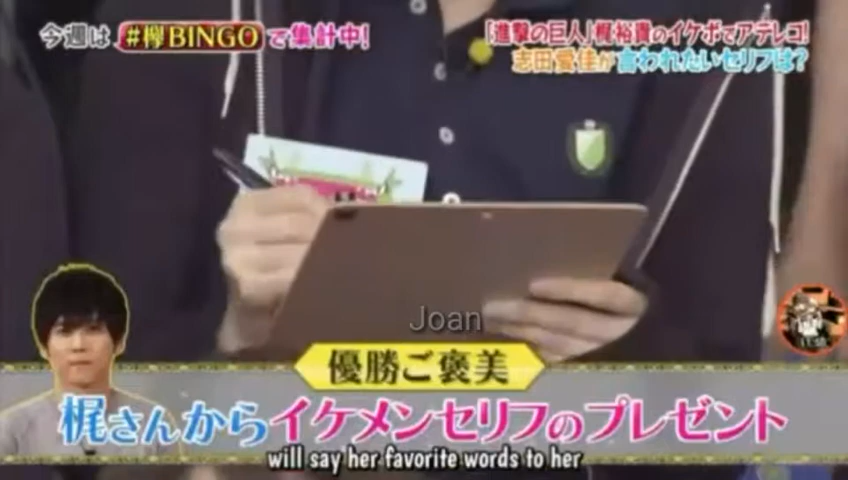 今週は #欅BINGO で集計中!
「進撃の巨人」梶裕貴のイケボでアテレコ!
志田愛佳が言われたいセリフは?
Joan
優勝ご褒美
梶さんからイケメンセリフのプレゼント
will say her favorite words to her